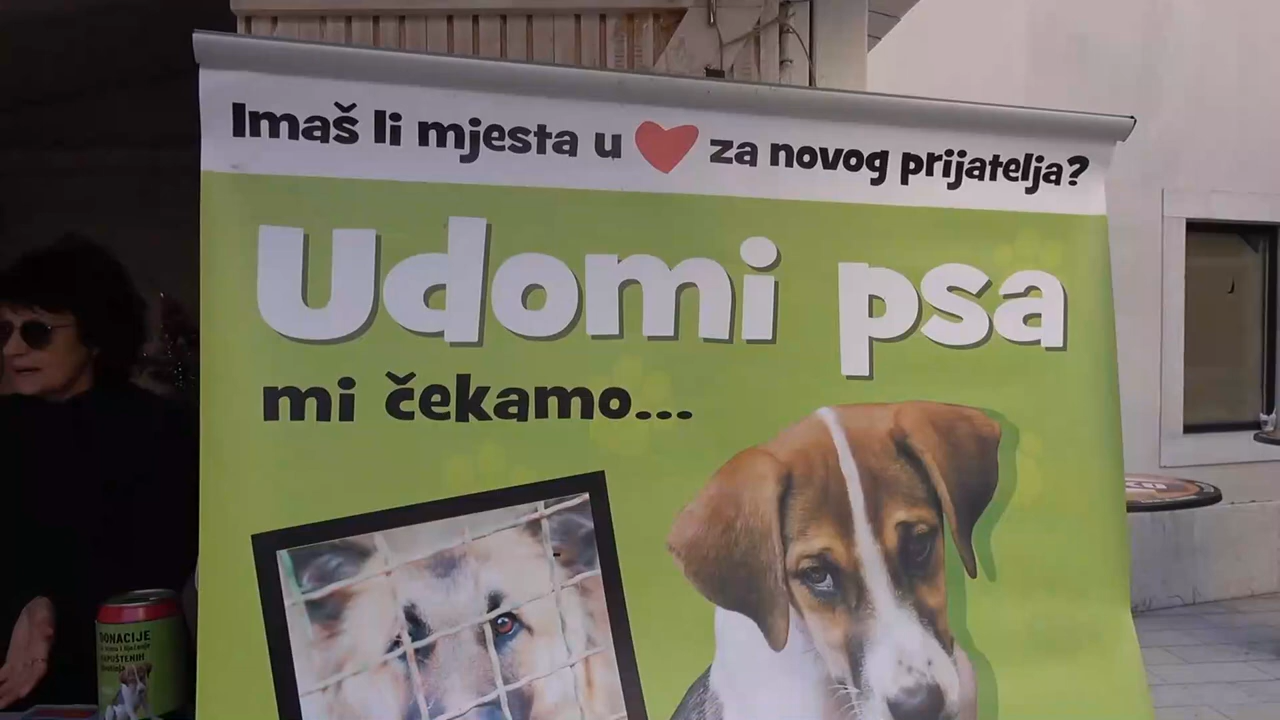 Imaš li mjesta u ❤ za novog prijatelja?
Udomi psa
mi čekamo...
DONACIJE